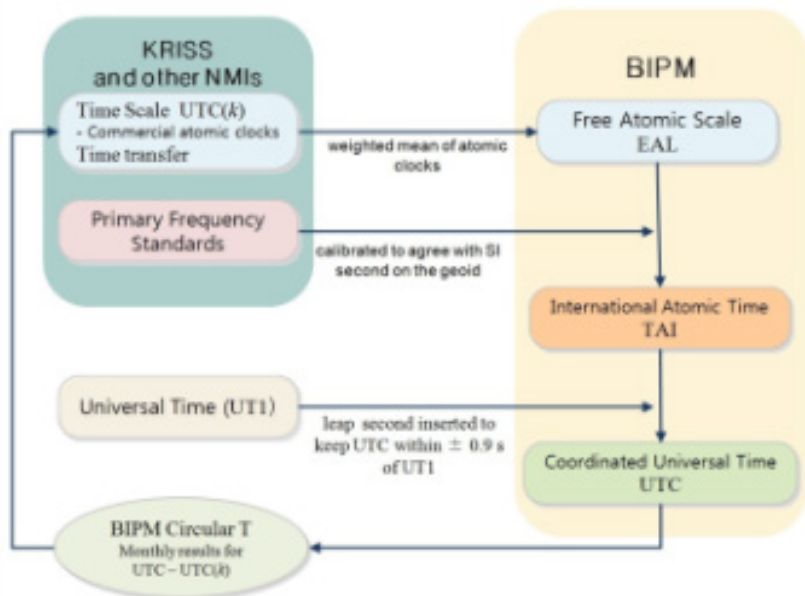 KRISS
and other NMIs
Time Scale UTC(k)
- Commercial atomic clocks
Time transfer
Primary Frequency
Standards
weighted mean of atomic
clocks
calibrated to agree with SI
second on the geoid
BIPM
Free Atomic Scale
EAL
International Atomic Time
TAI
Universal Time (UT1)
leap second inserted to
keep UTC within ± 0.9 s
of UT1
Coordinated Universal Time
UTC
BIPM Circular T
Monthly results for
UTC – UTC(k)